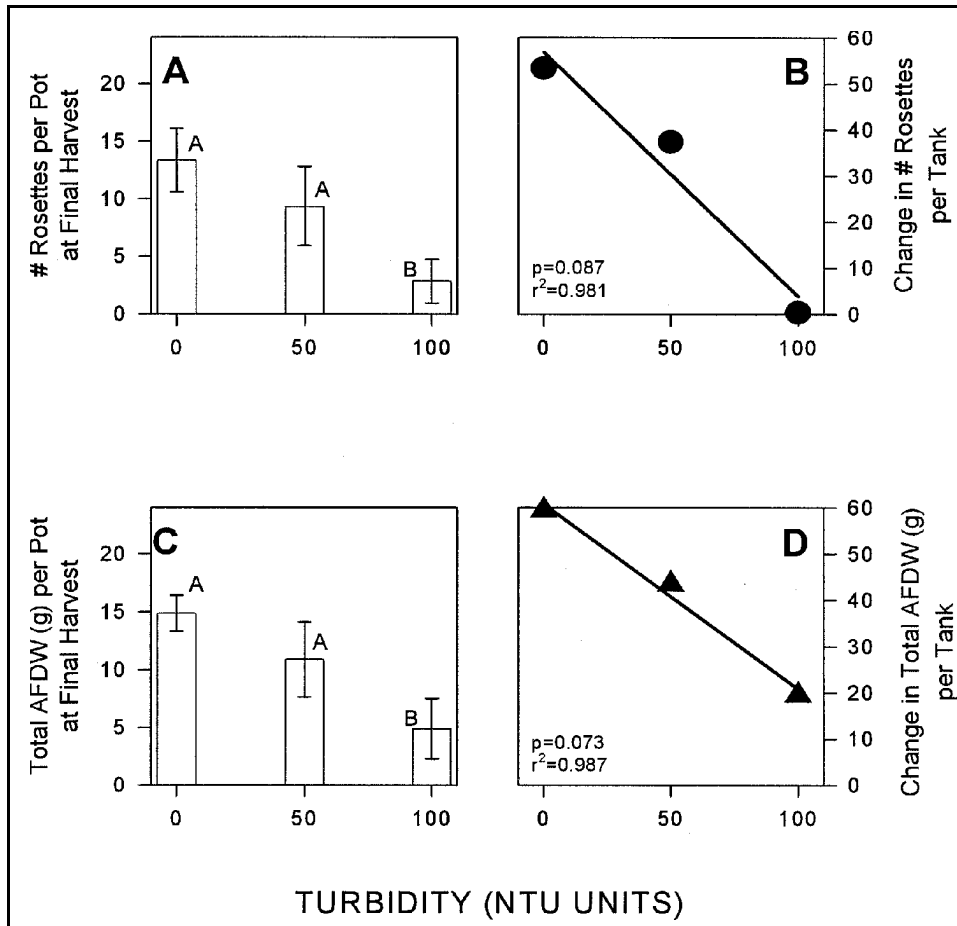 A
# Rosettes per Pot
at Final Harvest
20
15
10
5
0
A
A
B
0
50
100
B
60
50
40
30
20
10
0
Change in # Rosettes
per Tank
p=0.087
r²=0.981
0
50
100
C
Total AFDW (g) per Pot
at Final Harvest
20
15
10
5
0
A
A
B
0
50
100
D
60
50
40
30
20
10
0
Change in Total AFDW (g)
per Tank
p=0.073
r²=0.987
0
50
100
TURBIDITY (NTU UNITS)